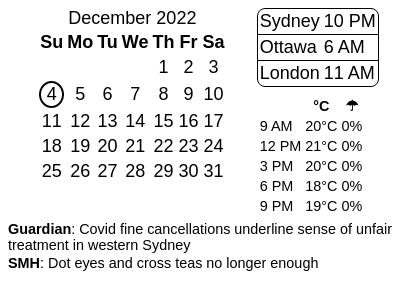 December 2022
Su Mo Tu We Th Fr Sa
1 2 3
4 5 6 7 8 9 10
11 12 13 14 15 16 17
18 19 20 21 22 23 24
25 26 27 28 29 30 31
Sydney 10 PM
Ottawa 6 AM
London 11 AM
°C ☂
9 AM 20°C 0%
12 PM 21°C 0%
3 PM 20°C 0%
6 PM 18°C 0%
9 PM 19°C 0%
Guardian: Covid fine cancellations underline sense of unfair
treatment in western Sydney
SMH: Dot eyes and cross teas no longer enough